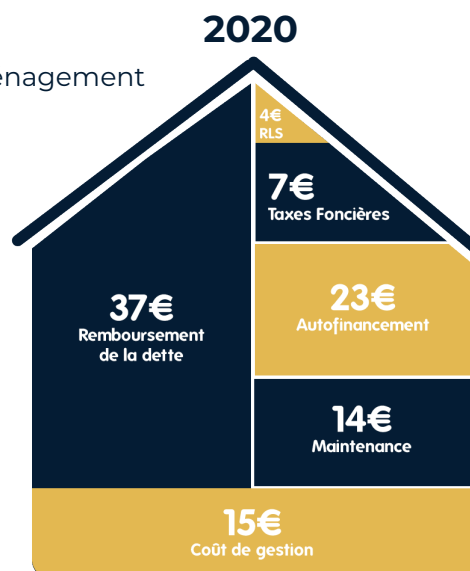 2020
énagement
4€
RLS
7€
Taxes Foncières
37€
Remboursement
de la dette
23€
Autofinancement
14€
Maintenance
15€
Coût de gestion